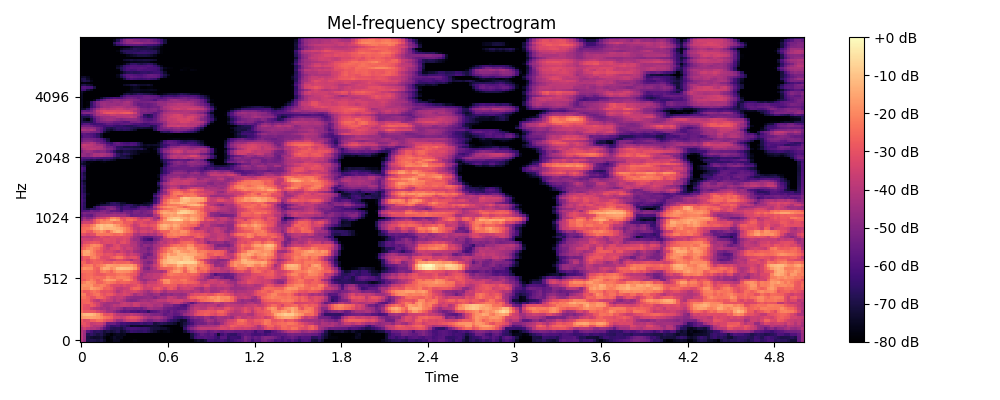 Mel-frequency spectrogram
+0 dB
-10 dB
-20 dB
-30 dB
-40 dB
-50 dB
-60 dB
-70 dB
-80 dB
4096
2048
1024
512
0
Hz
0 0.6 1.2 1.8 2.4 3 3.6 4.2 4.8
Time